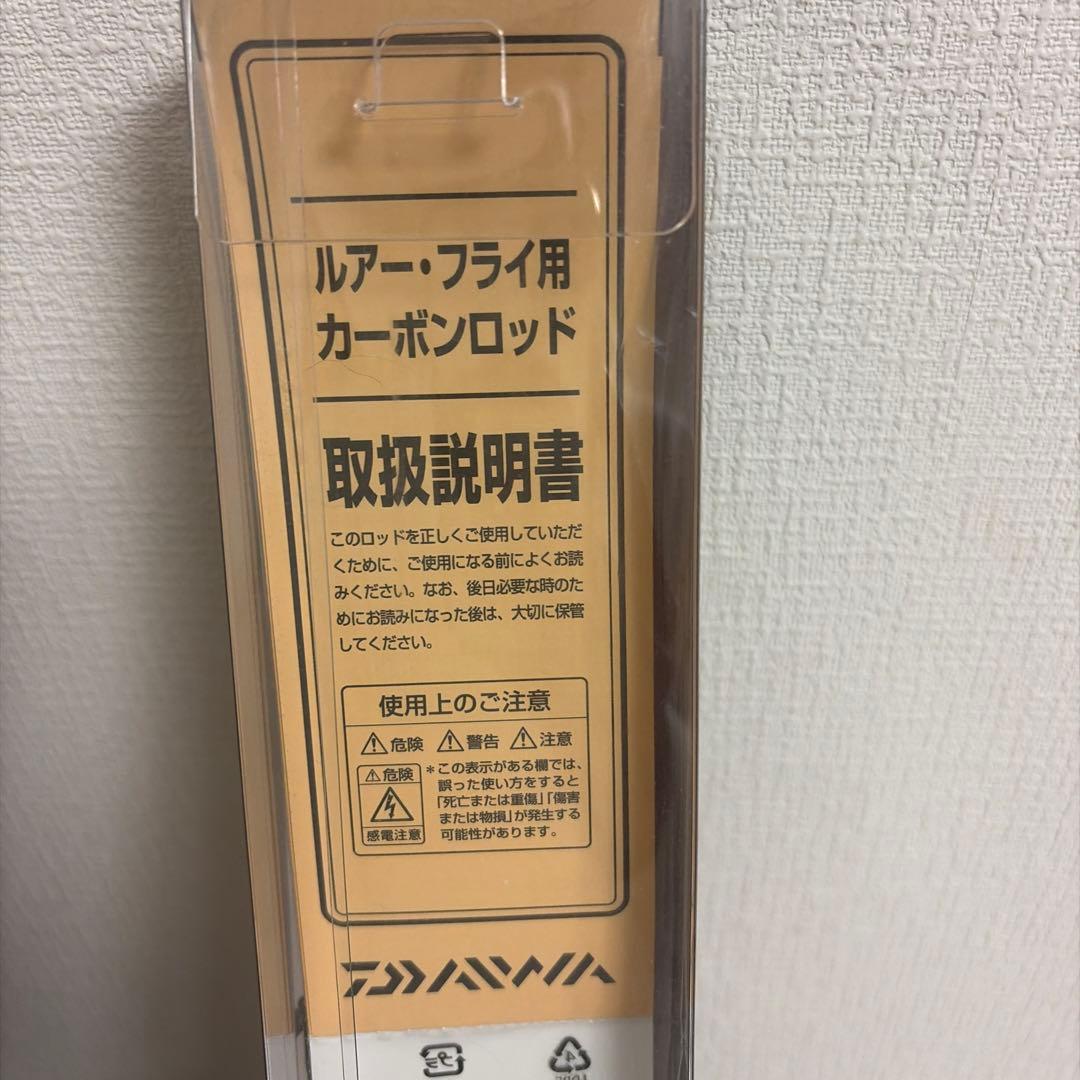 ルアー・フライ用
カーボンロッド
取扱説明書
このロッドを正しくご使用していただ
くために、ご使用になる前によくお読
みください。なお、後日必要な時のた
めにお読みになった後は、大切に保管
してください。
使用上のご注意
⚠危険 ⚠警告 ⚠注意
⚠危険
感電注意
*この表示がある欄では、
誤った使い方をすると
「死亡または重傷」「傷害
または物損」が発生する
可能性があります。
DAIWA
プラ
4
LDPE